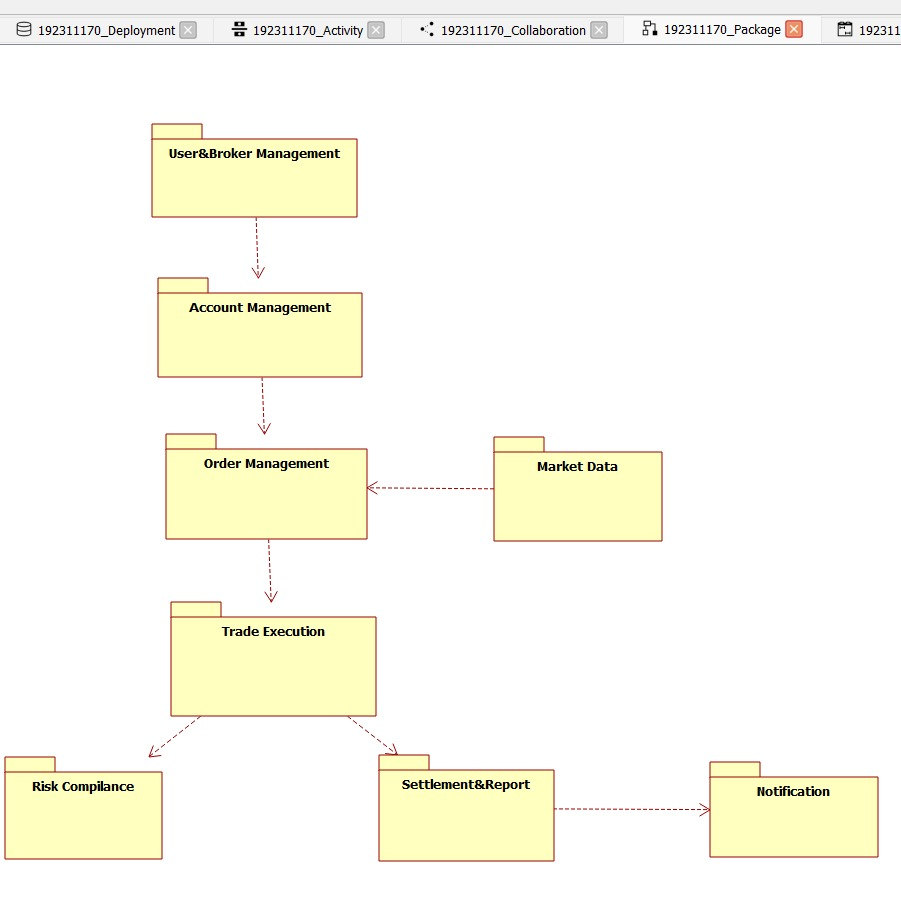 192311170_Deployment
192311170_Activity
192311170_Collaboration
192311170_Package
192311
User&Broker Management
Account Management
Order Management
Market Data
Trade Execution
Risk Compilance
Settlement&Report
Notification